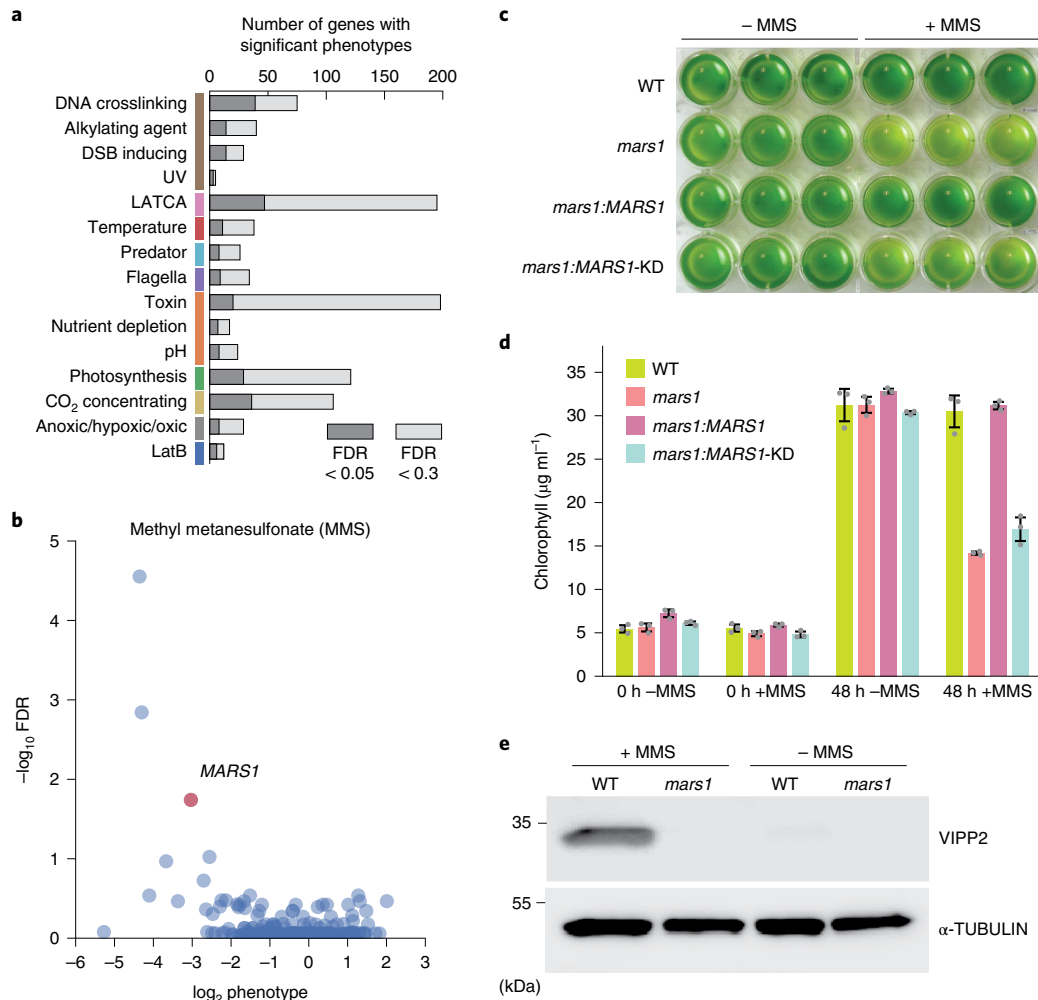 a
Number of genes with
significant phenotypes
0 50 100 150 200
DNA crosslinking
Alkylating agent
DSB inducing
UV
LATCA
Temperature
Predator
Flagella
Toxin
Nutrient depletion
pH
Photosynthesis
CO₂ concentrating
Anoxic/hypoxic/oxic
LatB
FDR
< 0.05
FDR
< 0.3
b
Methyl metanesulfonate (MMS)
5
4
3
2
1
0
–log₁₀ FDR
MARS1
–6 –5 –4 –3 –2 –1 0 1 2 3
log₂ phenotype
c
– MMS + MMS
WT
mars1
mars1:MARS1
mars1:MARS1-KD
d
WT
mars1
mars1:MARS1
mars1:MARS1-KD
35
30
25
20
15
10
5
0
Chlorophyll (µg ml⁻¹)
0 h –MMS 0 h +MMS 48 h –MMS 48 h +MMS
e
+ MMS – MMS
WT mars1 WT mars1
35
VIPP2
55
α-TUBULIN
(kDa)